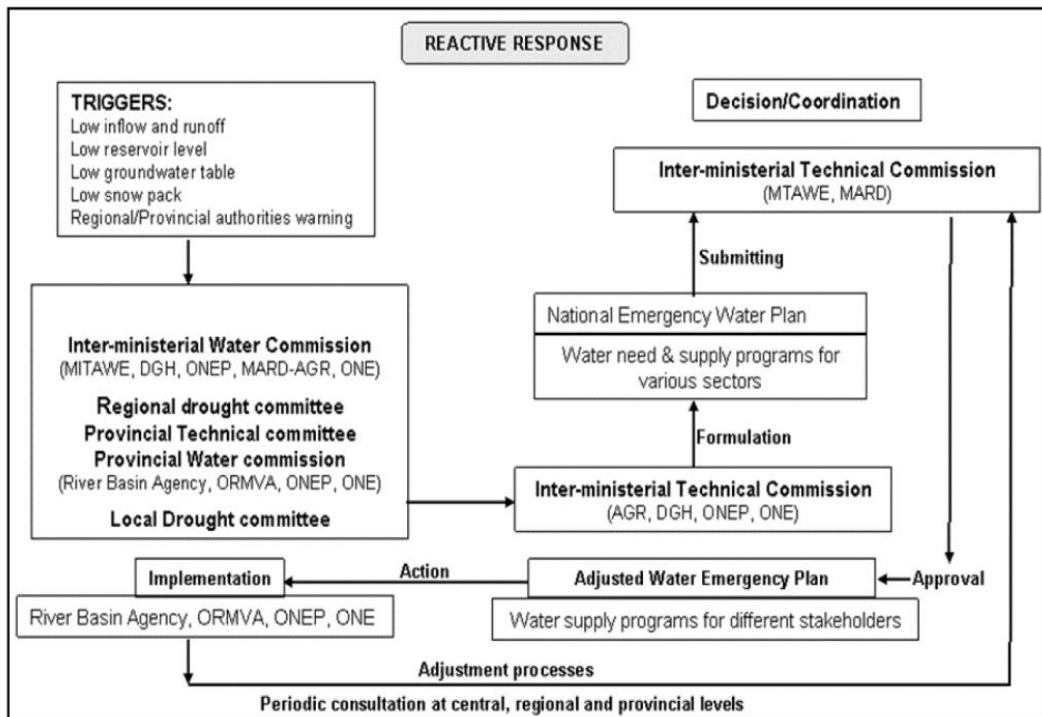 REACTIVE RESPONSE
TRIGGERS:
Low inflow and runoff
Low reservoir level
Low groundwater table
Low snow pack
Regional/Provincial authorities warning
Decision/Coordination
Inter-ministerial Technical Commission
(MTAWE, MARD)
Submitting
National Emergency Water Plan
Water need & supply programs for
various sectors
Formulation
Inter-ministerial Water Commission
(MITAWE, DGH, ONEP, MARD-AGR, ONE)
Regional drought committee
Provincial Technical committee
Provincial Water commission
(River Basin Agency, ORMVA, ONEP, ONE)
Local Drought committee
Inter-ministerial Technical Commission
(AGR, DGH, ONEP, ONE)
Implementation
Action
Adjusted Water Emergency Plan
Approval
River Basin Agency, ORMVA, ONEP, ONE
Water supply programs for different stakeholders
Adjustment processes
Periodic consultation at central, regional and provincial levels